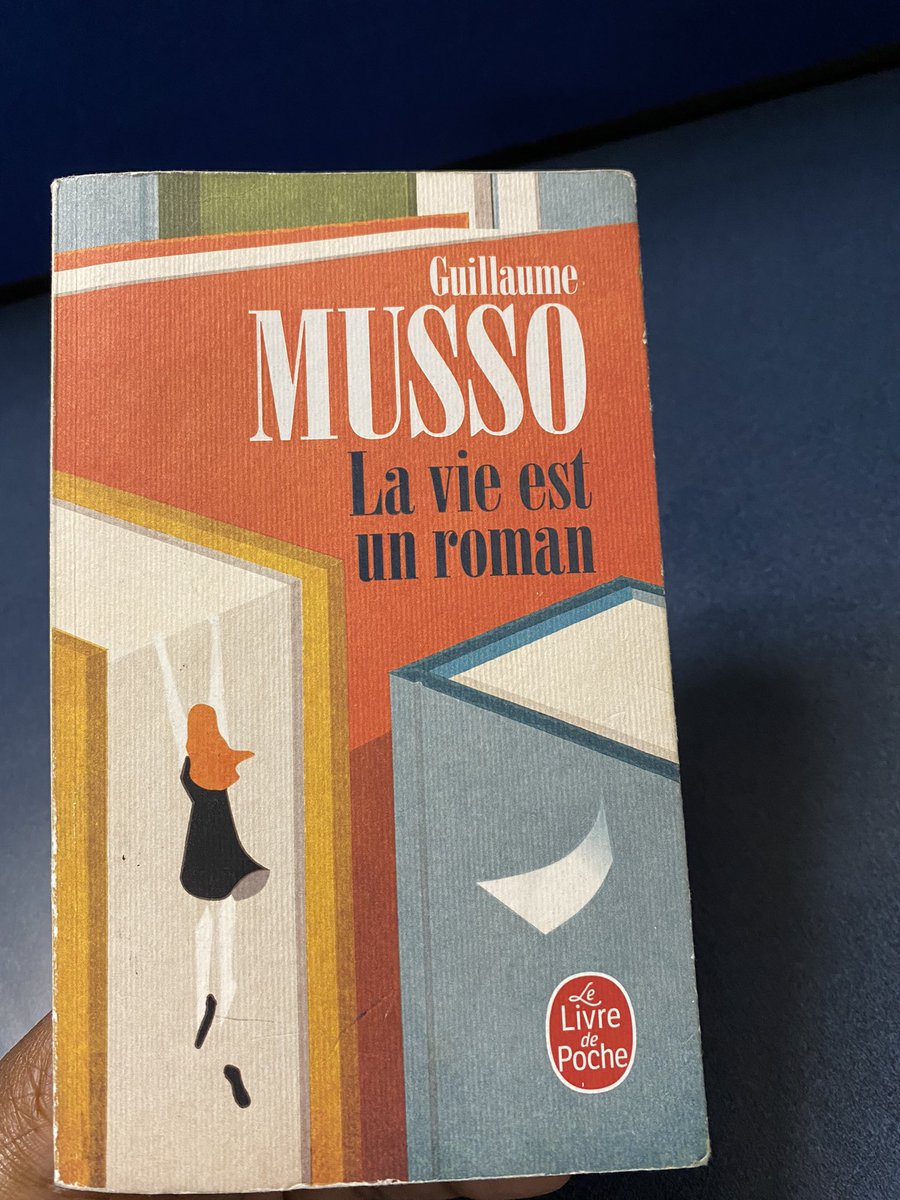 Guillaume
MUSSO
La vie est
un roman
Le
Livre
de
Poche